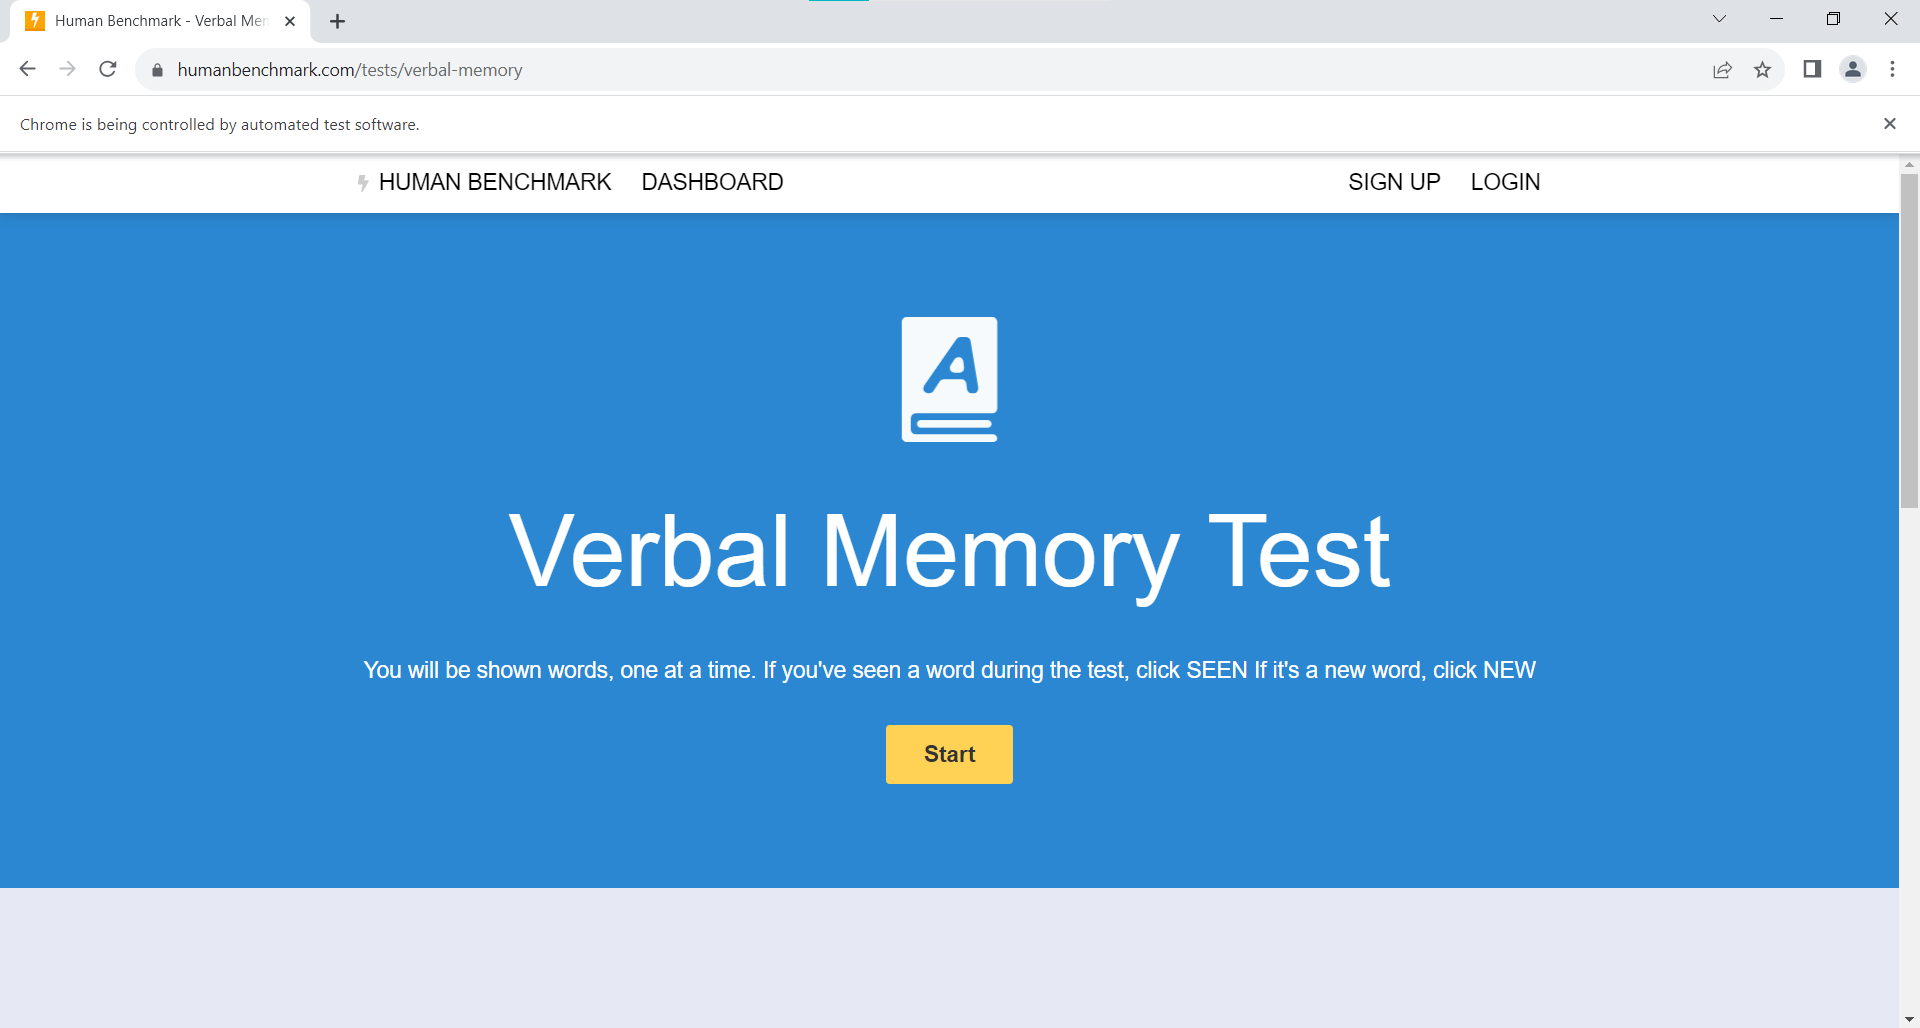 Human Benchmark - Verbal Mem
humanbenchmark.com/tests/verbal-memory
Chrome is being controlled by automated test software.
HUMAN BENCHMARK DASHBOARD SIGN UP LOGIN
A
Verbal Memory Test
You will be shown words, one at a time. If you've seen a word during the test, click SEEN If it's a new word, click NEW
Start